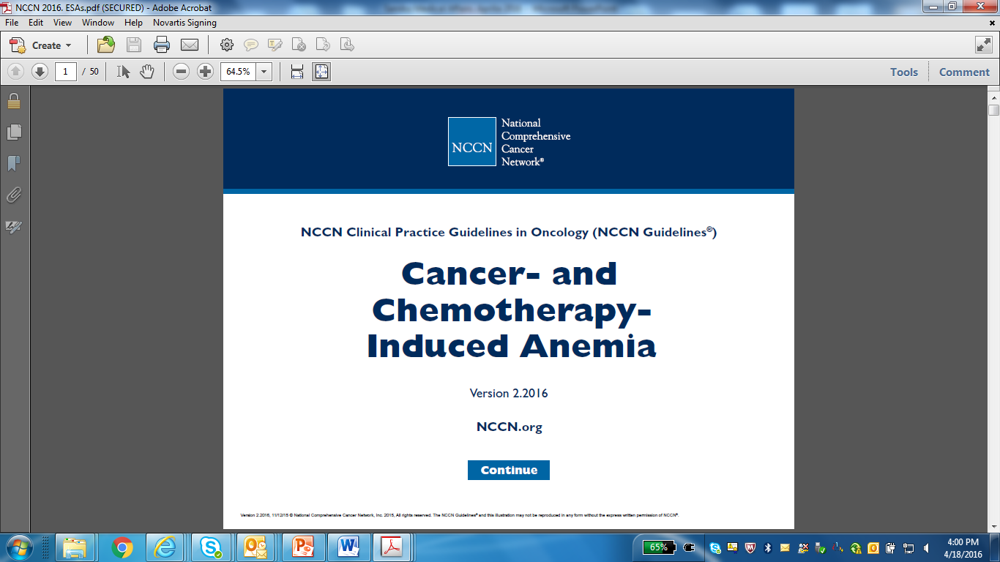 NCCN 2016. ESAs.pdf (SECURED) - Adobe Acrobat
File Edit View Window Help Novartis Signing
Create
1 / 50 64.5% Tools Comment
NCCN
National
Comprehensive
Cancer
Network®
NCCN Clinical Practice Guidelines in Oncology (NCCN Guidelines®)
Cancer- and
Chemotherapy-
Induced Anemia
Version 2.2016
NCCN.org
Continue
Version 2.2016, 11/12/15 © National Comprehensive Cancer Network, Inc. 2015, All rights reserved. The NCCN Guidelines® and this illustration may not be reproduced in any form without the express written permission of NCCN®.
65%
4:00 PM
4/18/2016